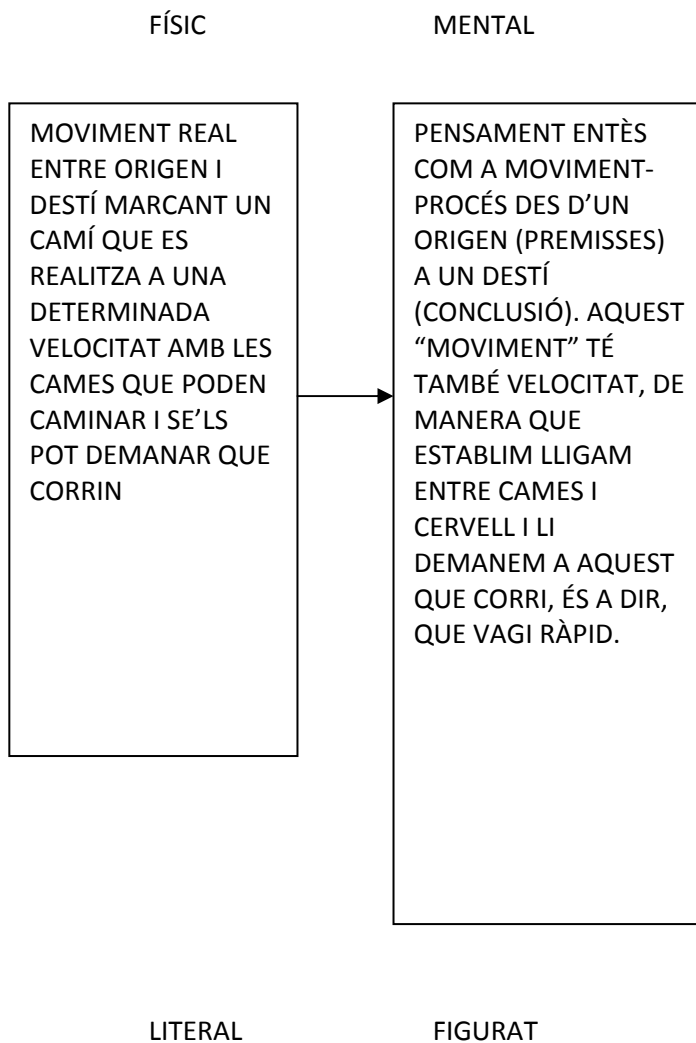 FÍSIC
MENTAL
MOVIMENT REAL
ENTRE ORIGEN I
DESTÍ MARCANT UN
CAMÍ QUE ES
REALITZA A UNA
DETERMINADA
VELOCITAT AMB LES
CAMES QUE PODEN
CAMINAR I SE’LS
POT DEMANAR QUE
CORRIN
PENSAMENT ENTÈS
COM A MOVIMENT-
PROCÉS DES D’UN
ORIGEN (PREMISSES)
A UN DESTÍ
(CONCLUSIÓ). AQUEST
“MOVIMENT” TÉ
TAMBÉ VELOCITAT, DE
MANERA QUE
ESTABLIM LLIGAM
ENTRE CAMES I
CERVELL I LI
DEMANEM A AQUEST
QUE CORRI, ÉS A DIR,
QUE VAGI RÀPID.
LITERAL
FIGURAT